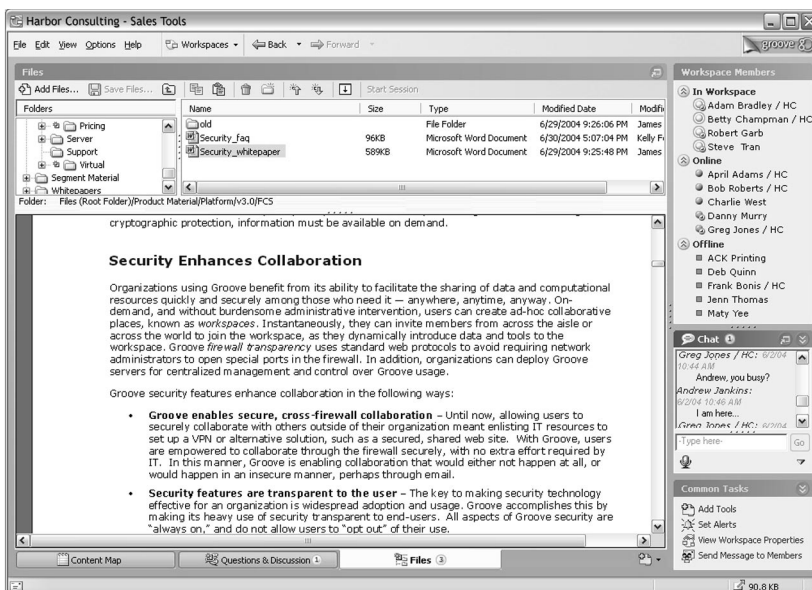 Harbor Consulting - Sales Tools
File Edit View Options Help Workspaces Back Forward
groove
Files
Add Files... Save Files... Start Session
Folders
Pricing
Server
Support
Virtual
Segment Material
Whitepapers
Name Size Type Modified Date Modifi
old File Folder 6/29/2004 9:26:06 PM James
Security_faq 96KB Microsoft Word Document 6/30/2004 5:07:04 PM Kelly F
Security_whitepaper 589KB Microsoft Word Document 6/29/2004 9:25:48 PM James
Folder: Files (Root Folder)/Product Material/Platform/v3.0/FCS
cryptographic protection, information must be available on demand.
Security Enhances Collaboration
Organizations using Groove benefit from its ability to facilitate the sharing of data and computational
resources quickly and securely among those who need it — anywhere, anytime, anyway. On-
demand, and without burdensome administrative intervention, users can create ad-hoc collaborative
places, known as workspaces. Instantaneously, they can invite members from across the aisle or
across the world to join the workspace, as they dynamically introduce data and tools to the
workspace. Groove firewall transparency uses standard web protocols to avoid requiring network
administrators to open special ports in the firewall. In addition, organizations can deploy Groove
servers for centralized management and control over Groove usage.
Groove security features enhance collaboration in the following ways:
• Groove enables secure, cross-firewall collaboration – Until now, allowing users to
securely collaborate with others outside of their organization meant enlisting IT resources to
set up a VPN or alternative solution, such as a secured, shared web site. With Groove, users
are empowered to collaborate through the firewall securely, with no extra effort required by
IT. In this manner, Groove is enabling collaboration that would either not happen at all, or
would happen in an insecure manner, perhaps through email.
• Security features are transparent to the user – The key to making security technology
effective for an organization is widespread adoption and usage. Groove accomplishes this by
making its heavy use of security transparent to end-users. All aspects of Groove security are
"always on," and do not allow users to "opt out" of their use.
Content Map
Questions & Discussion 1
Files 3
Workspace Members
In Workspace
Adam Bradley / HC
Betty Champman / HC
Robert Garb
Steve Tran
Online
April Adams / HC
Bob Roberts / HC
Charlie West
Danny Murry
Greg Jones / HC
Offline
ACK Printing
Deb Quinn
Frank Bonis / HC
Jenn Thomas
Maty Yee
Chat 1
Greg Jones / HC: 6/2/04
10:44 AM
Andrew, you busy?
Andrew Jankins:
6/2/04 10:46 AM
I am here...
Greg Jones / HC: 6/2/04
-Type here- Go
Common Tasks
Add Tools
Set Alerts
View Workspace Properties
Send Message to Members
90.8 KB